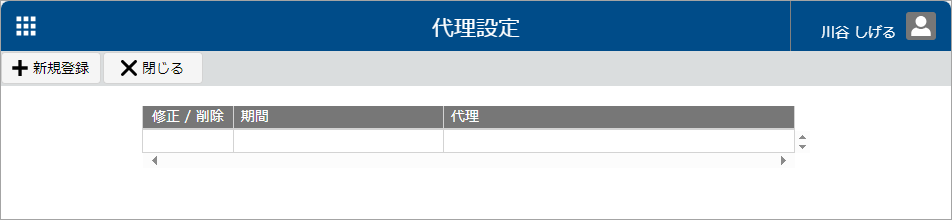 代理設定
川谷 しげる
新規登録 閉じる
修正 / 削除 期間 代理